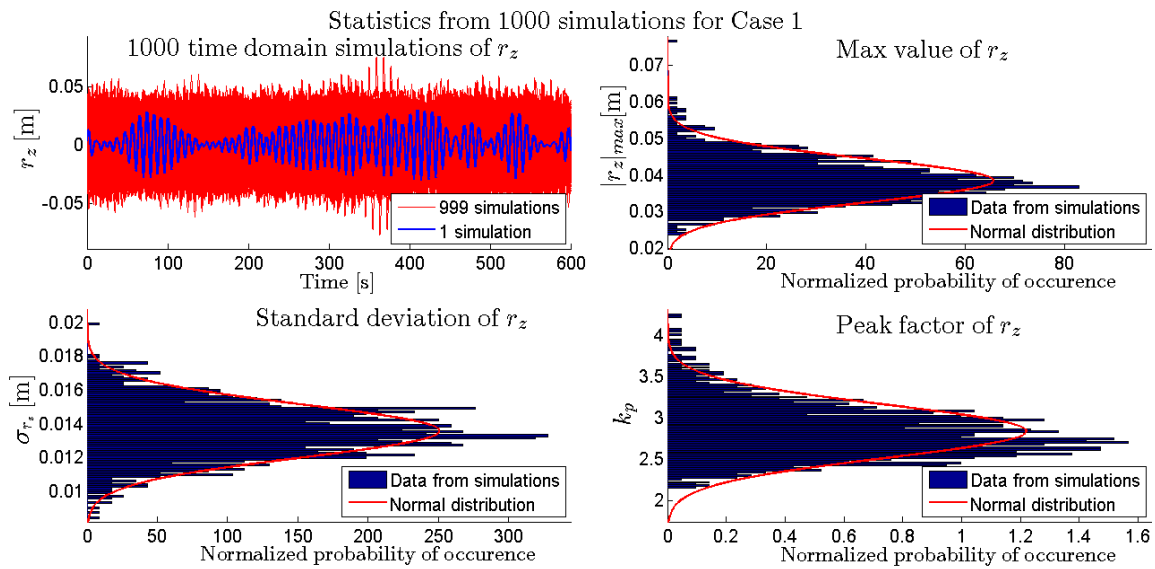 Statistics from 1000 simulations for Case 1
1000 time domain simulations of r_z
0.05
0
-0.05
r_z [m]
999 simulations
1 simulation
0 100 200 300 400 500 600
Time [s]
Max value of r_z
0.07
0.06
0.05
0.04
0.03
0.02
|r_z|_max[m]
Data from simulations
Normal distribution
0 20 40 60 80
Normalized probability of occurence
Standard deviation of r_z
0.02
0.018
0.016
0.014
0.012
0.01
σ_{r_z} [m]
Data from simulations
Normal distribution
0 50 100 150 200 250 300
Normalized probability of occurence
Peak factor of r_z
4
3.5
3
2.5
2
k_p
Data from simulations
Normal distribution
0 0.2 0.4 0.6 0.8 1 1.2 1.4 1.6
Normalized probability of occurence